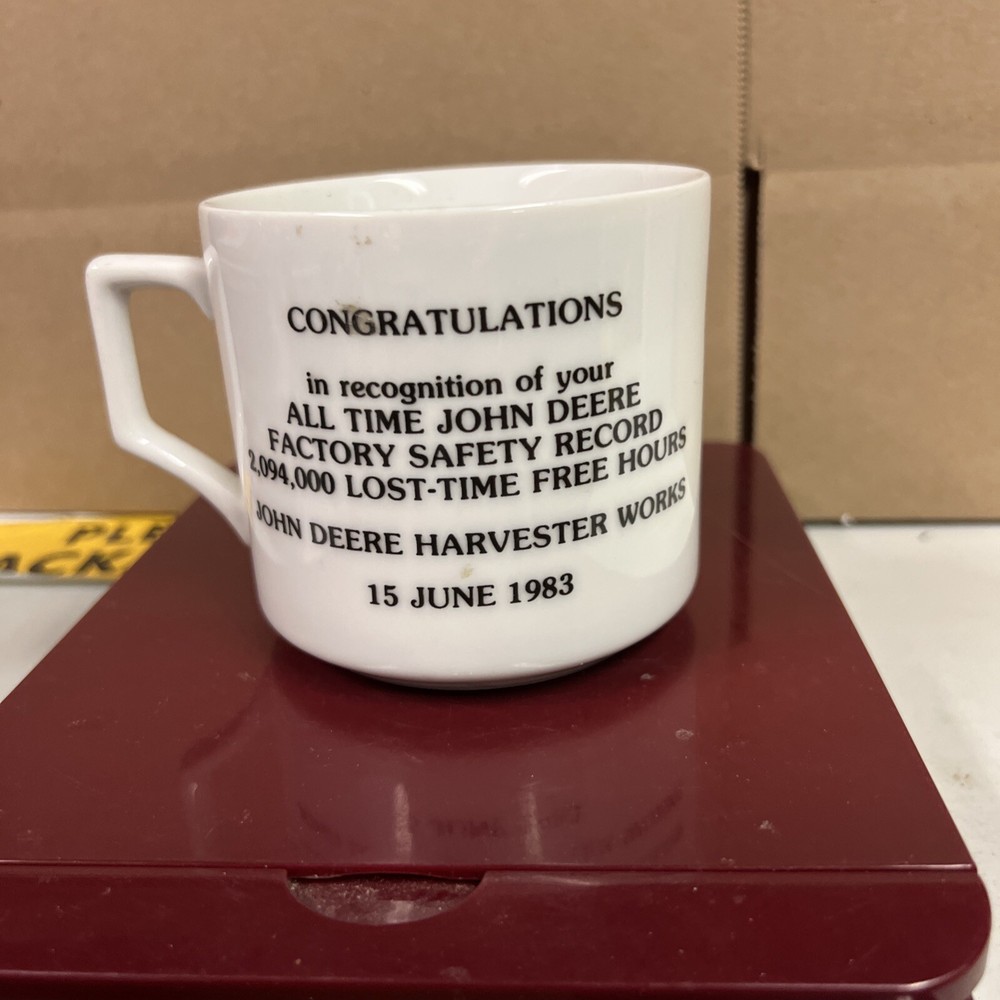 CONGRATULATIONS
in recognition of your
ALL TIME JOHN DEERE
FACTORY SAFETY RECORD
2,094,000 LOST-TIME FREE HOURS
JOHN DEERE HARVESTER WORKS
15 JUNE 1983